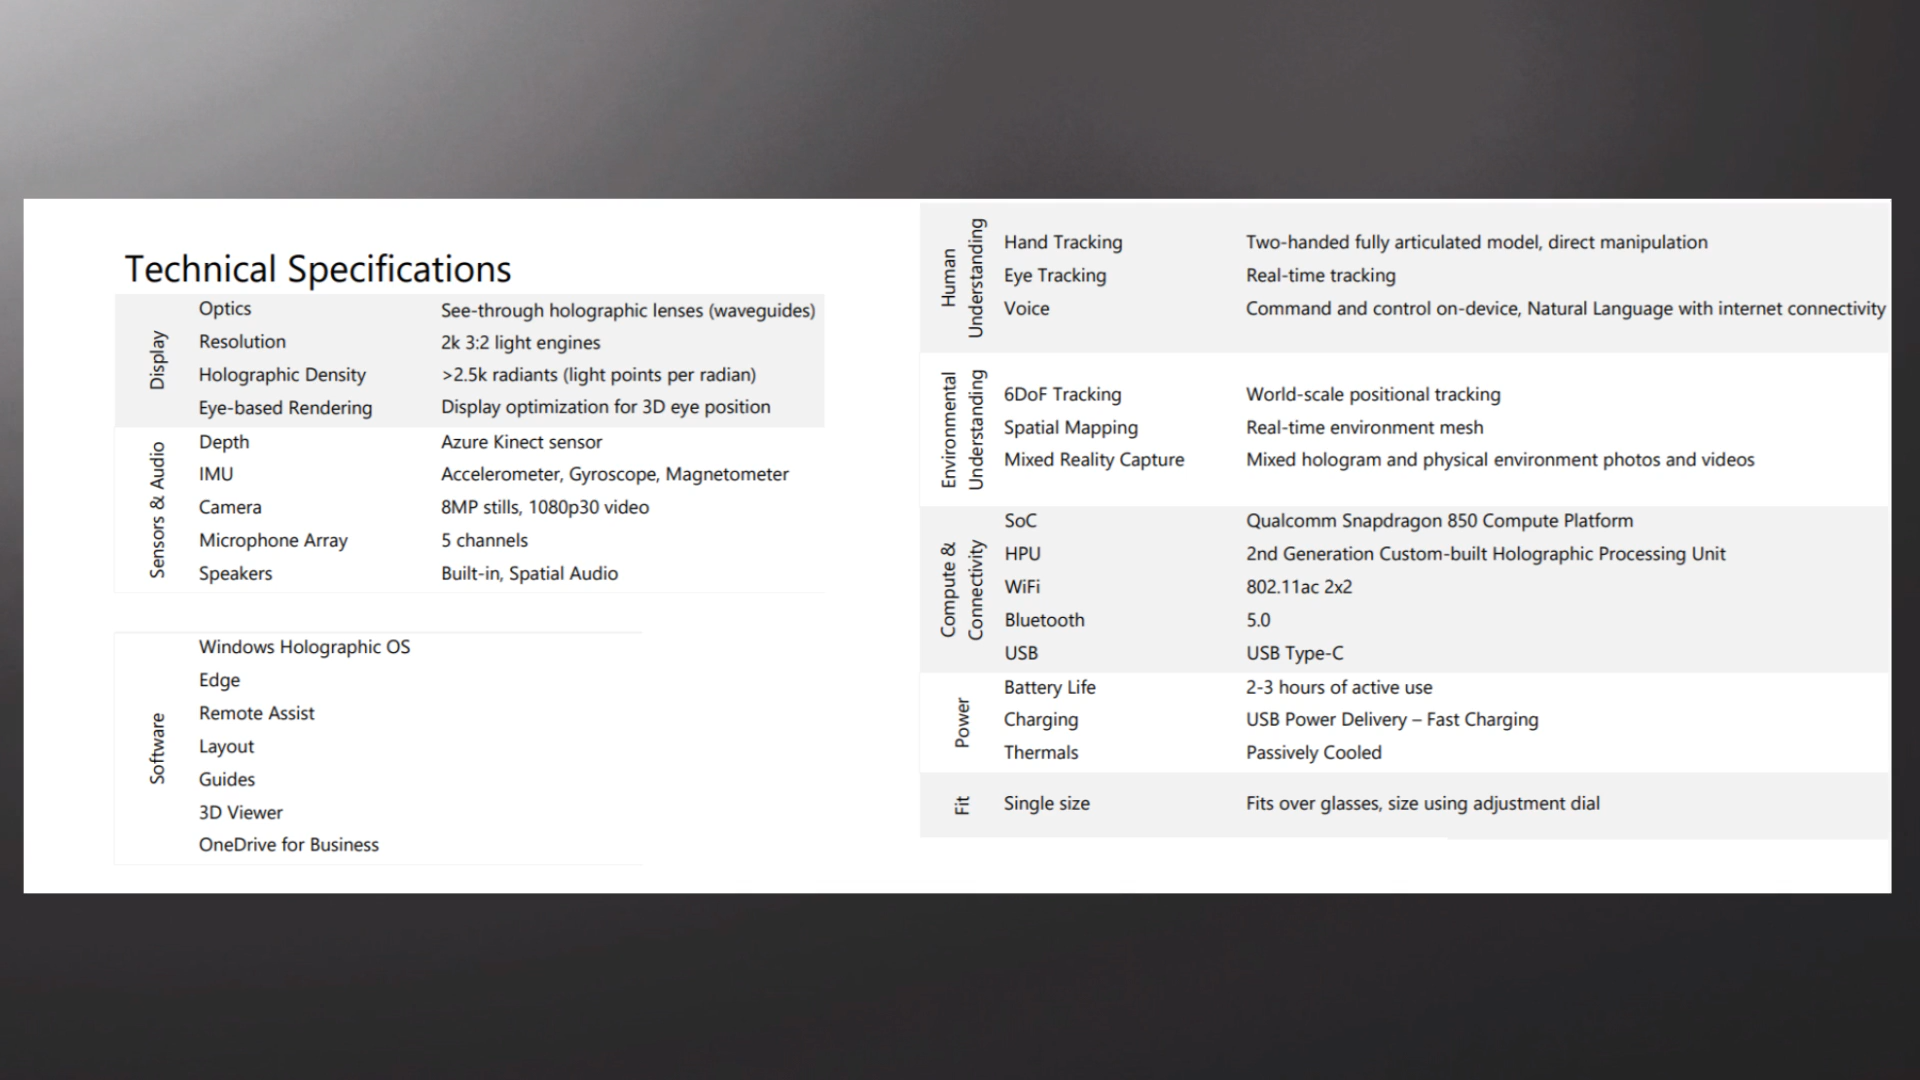 Technical Specifications
Display
Optics See-through holographic lenses (waveguides)
Resolution 2k 3:2 light engines
Holographic Density >2.5k radiants (light points per radian)
Eye-based Rendering Display optimization for 3D eye position
Sensors & Audio
Depth Azure Kinect sensor
IMU Accelerometer, Gyroscope, Magnetometer
Camera 8MP stills, 1080p30 video
Microphone Array 5 channels
Speakers Built-in, Spatial Audio
Software
Windows Holographic OS
Edge
Remote Assist
Layout
Guides
3D Viewer
OneDrive for Business
Human
Understanding
Hand Tracking Two-handed fully articulated model, direct manipulation
Eye Tracking Real-time tracking
Voice Command and control on-device, Natural Language with internet connectivity
Environmental
Understanding
6DoF Tracking World-scale positional tracking
Spatial Mapping Real-time environment mesh
Mixed Reality Capture Mixed hologram and physical environment photos and videos
Compute &
Connectivity
SoC Qualcomm Snapdragon 850 Compute Platform
HPU 2nd Generation Custom-built Holographic Processing Unit
WiFi 802.11ac 2x2
Bluetooth 5.0
USB USB Type-C
Power
Battery Life 2-3 hours of active use
Charging USB Power Delivery – Fast Charging
Thermals Passively Cooled
Fit
Single size Fits over glasses, size using adjustment dial